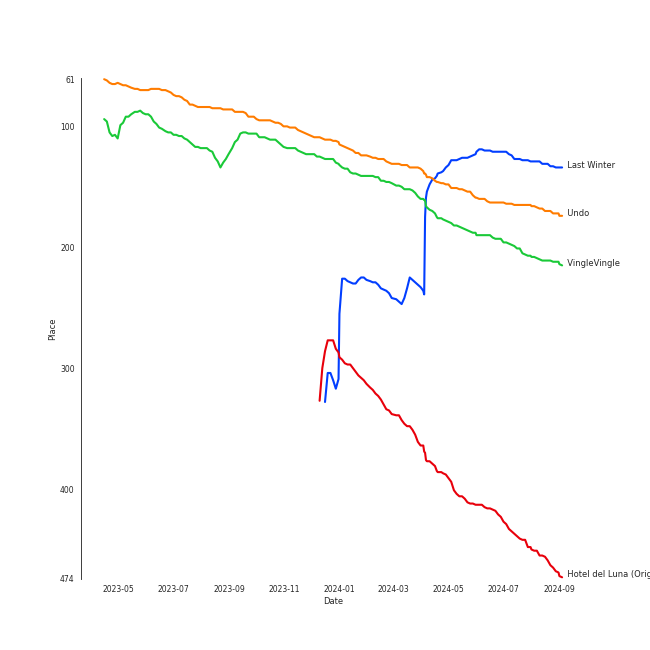 61
100
200
300
400
474
Place
2023-05 2023-07 2023-09 2023-11 2024-01 2024-03 2024-05 2024-07 2024-09
Date
Last Winter
Undo
VingleVingle
Hotel del Luna (Orig